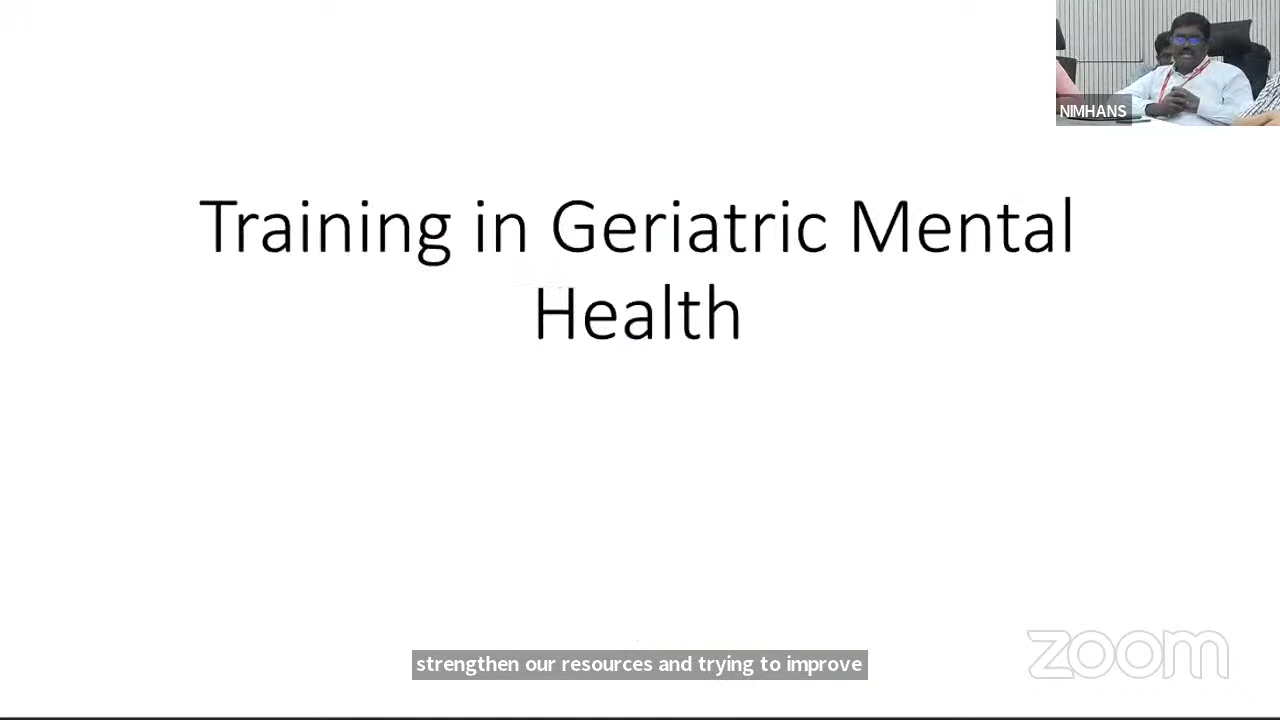 NIMHANS
Training in Geriatric Mental
Health
strengthen our resources and trying to improve
zoom